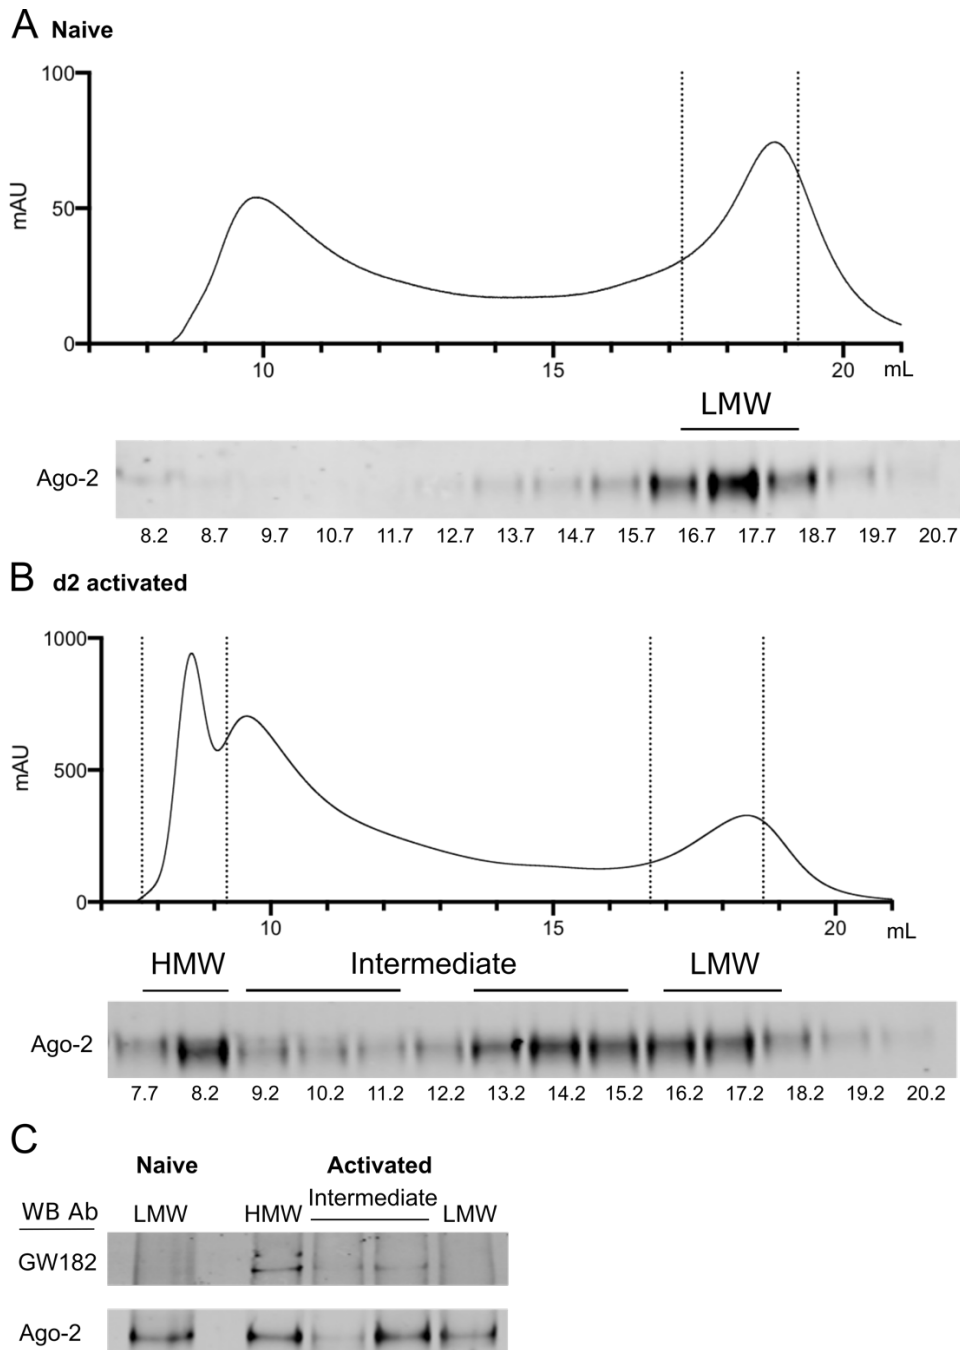 A Naive
100
50
0
mAU
10 15 20 mL
LMW
Ago-2
8.2 8.7 9.7 10.7 11.7 12.7 13.7 14.7 15.7 16.7 17.7 18.7 19.7 20.7
B d2 activated
1000
500
0
mAU
10 15 20 mL
HMW Intermediate LMW
Ago-2
7.7 8.2 9.2 10.2 11.2 12.2 13.2 14.2 15.2 16.2 17.2 18.2 19.2 20.2
C
Naive Activated
Intermediate
WB Ab LMW HMW LMW
GW182
Ago-2